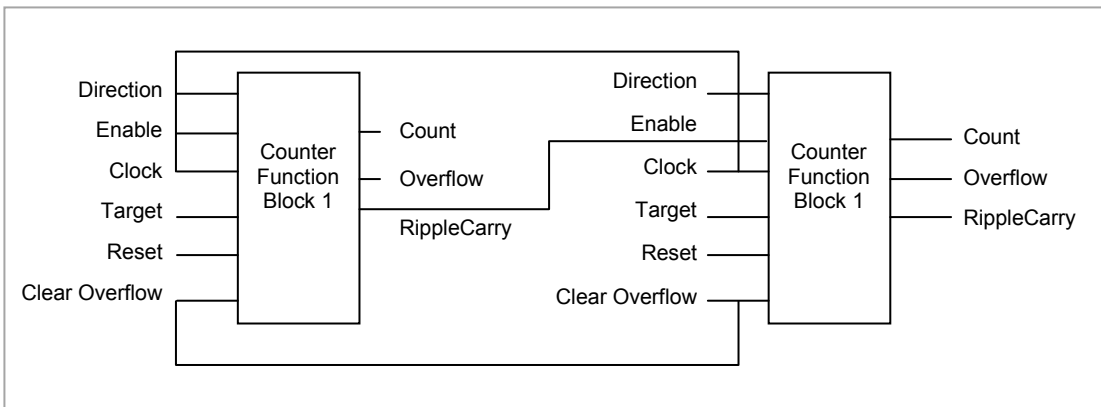 Direction
Enable
Clock
Target
Reset
Clear Overflow
Counter
Function
Block 1
Count
Overflow
RippleCarry
Direction
Enable
Clock
Target
Reset
Clear Overflow
Counter
Function
Block 1
Count
Overflow
RippleCarry